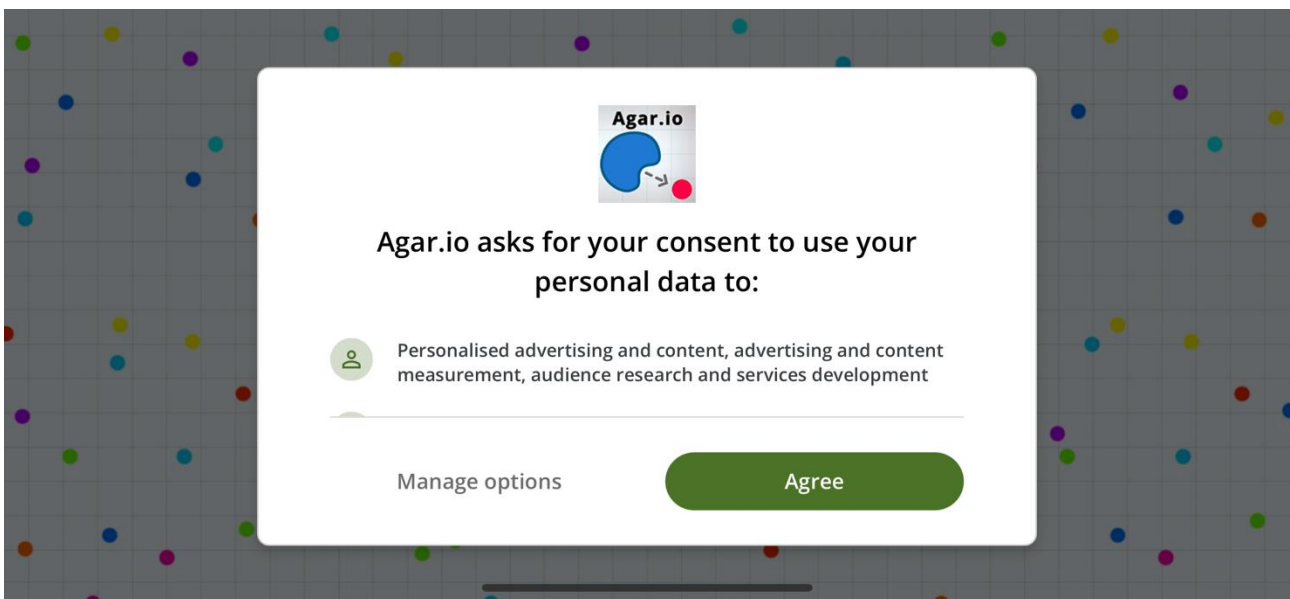 Agar.io
Agar.io asks for your consent to use your
personal data to:
Personalised advertising and content, advertising and content
measurement, audience research and services development
Manage options
Agree